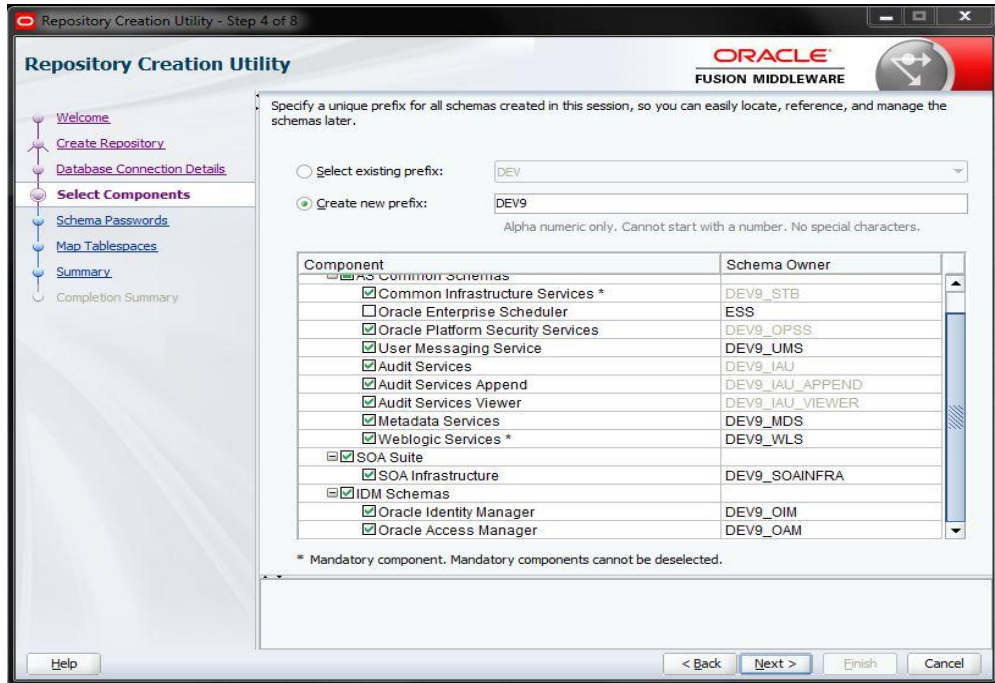 Repository Creation Utility - Step 4 of 8
Repository Creation Utility
ORACLE
FUSION MIDDLEWARE
Welcome
Create Repository
Database Connection Details
Select Components
Schema Passwords
Map Tablespaces
Summary
Completion Summary
Specify a unique prefix for all schemas created in this session, so you can easily locate, reference, and manage the
schemas later.
Select existing prefix: DEV
Create new prefix: DEV9
Alpha numeric only. Cannot start with a number. No special characters.
Component Schema Owner
AS Common Schemas
Common Infrastructure Services * DEV9_STB
Oracle Enterprise Scheduler ESS
Oracle Platform Security Services DEV9_OPSS
User Messaging Service DEV9_UMS
Audit Services DEV9_IAU
Audit Services Append DEV9_IAU_APPEND
Audit Services Viewer DEV9_IAU_VIEWER
Metadata Services DEV9_MDS
Weblogic Services * DEV9_WLS
SOA Suite
SOA Infrastructure DEV9_SOAINFRA
IDM Schemas
Oracle Identity Manager DEV9_OIM
Oracle Access Manager DEV9_OAM
* Mandatory component. Mandatory components cannot be deselected.
Help < Back Next > Finish Cancel